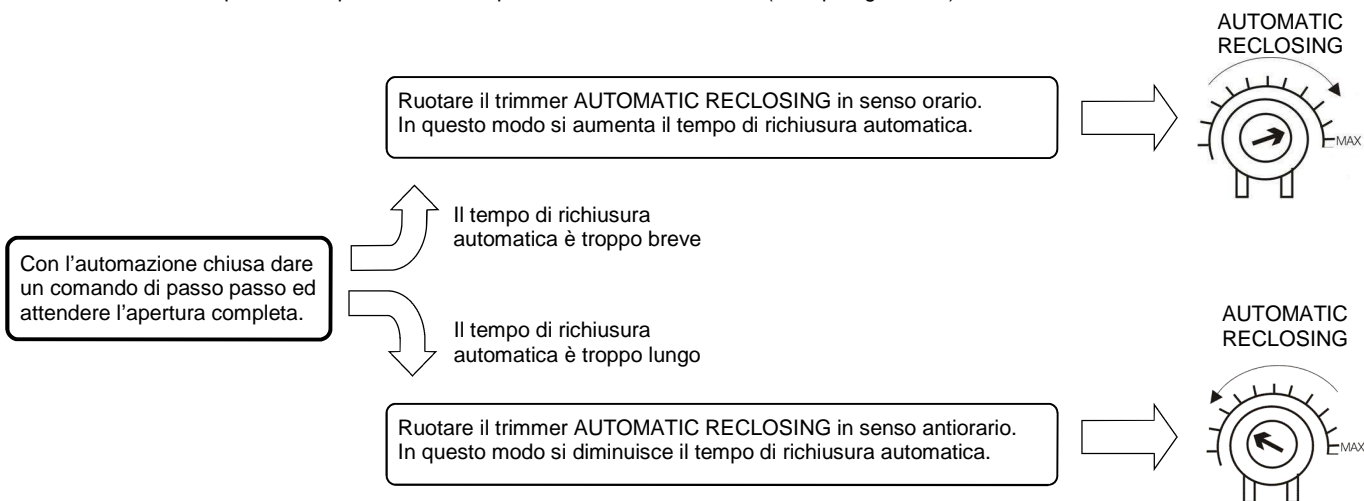 AUTOMATIC
RECLOSING
Ruotare il trimmer AUTOMATIC RECLOSING in senso orario.
In questo modo si aumenta il tempo di richiusura automatica.
MAX
Il tempo di richiusura
automatica è troppo breve
Con l’automazione chiusa dare
un comando di passo passo ed
attendere l’apertura completa.
Il tempo di richiusura
automatica è troppo lungo
AUTOMATIC
RECLOSING
Ruotare il trimmer AUTOMATIC RECLOSING in senso antiorario.
In questo modo si diminuisce il tempo di richiusura automatica.
MAX